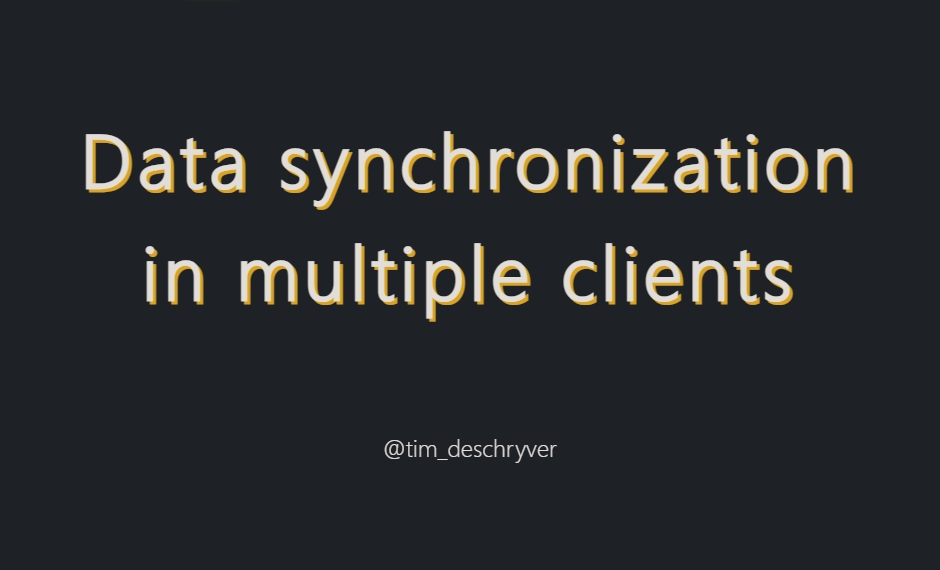 Data synchronization
in multiple clients
@tim_deschryver